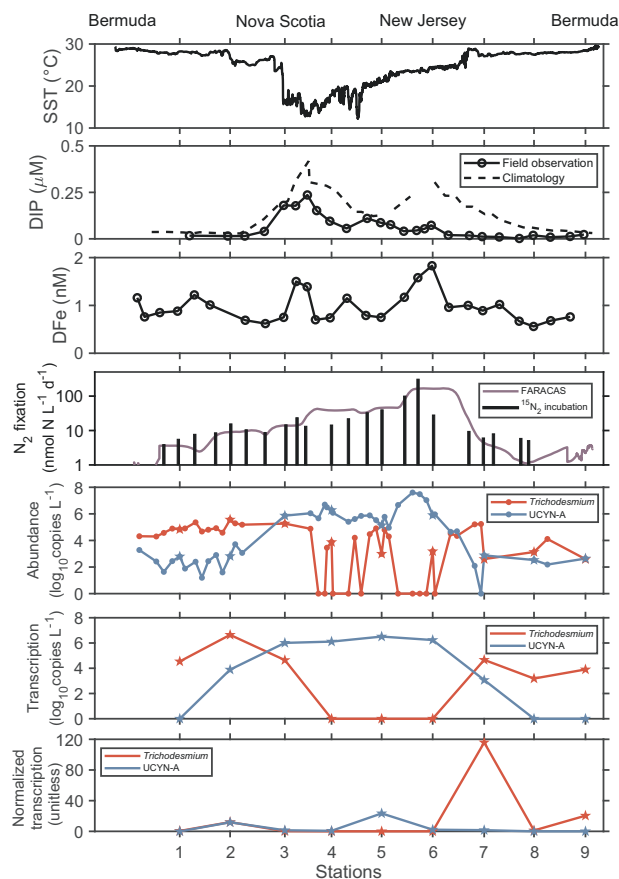 Bermuda Nova Scotia New Jersey Bermuda
30
20
10
SST (°C)
0.5
0.25
0
DIP (μM)
Field observation
Climatology
2
1
0
DFe (nM)
100
10
1
N2 fixation
(nmol N L-1 d-1)
FARACAS
15N2 incubation
8
6
4
2
0
Abundance
(log10copies L-1)
Trichodesmium
UCYN-A
8
6
4
2
0
Transcription
(log10copies L-1)
Trichodesmium
UCYN-A
120
80
40
0
Normalized
transcription
(unitless)
Trichodesmium
UCYN-A
1 2 3 4 5 6 7 8 9
Stations